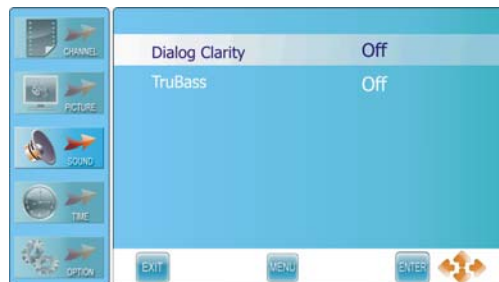 CHANNEL
PICTURE
SOUND
TIME
OPTION
Dialog Clarity Off
TruBass Off
EXIT MENU ENTER